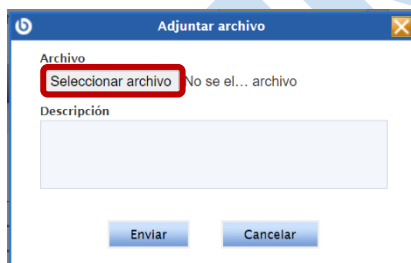 Adjuntar archivo
Archivo
Seleccionar archivo No se el… archivo
Descripción
Enviar Cancelar